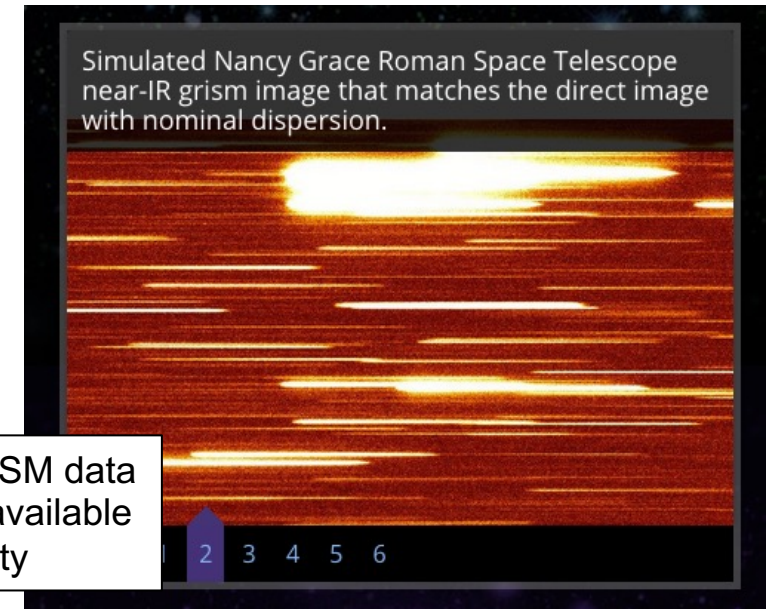 Simulated Nancy Grace Roman Space Telescope
near-IR grism image that matches the direct image
with nominal dispersion.
SM data
available
ty
1 2 3 4 5 6